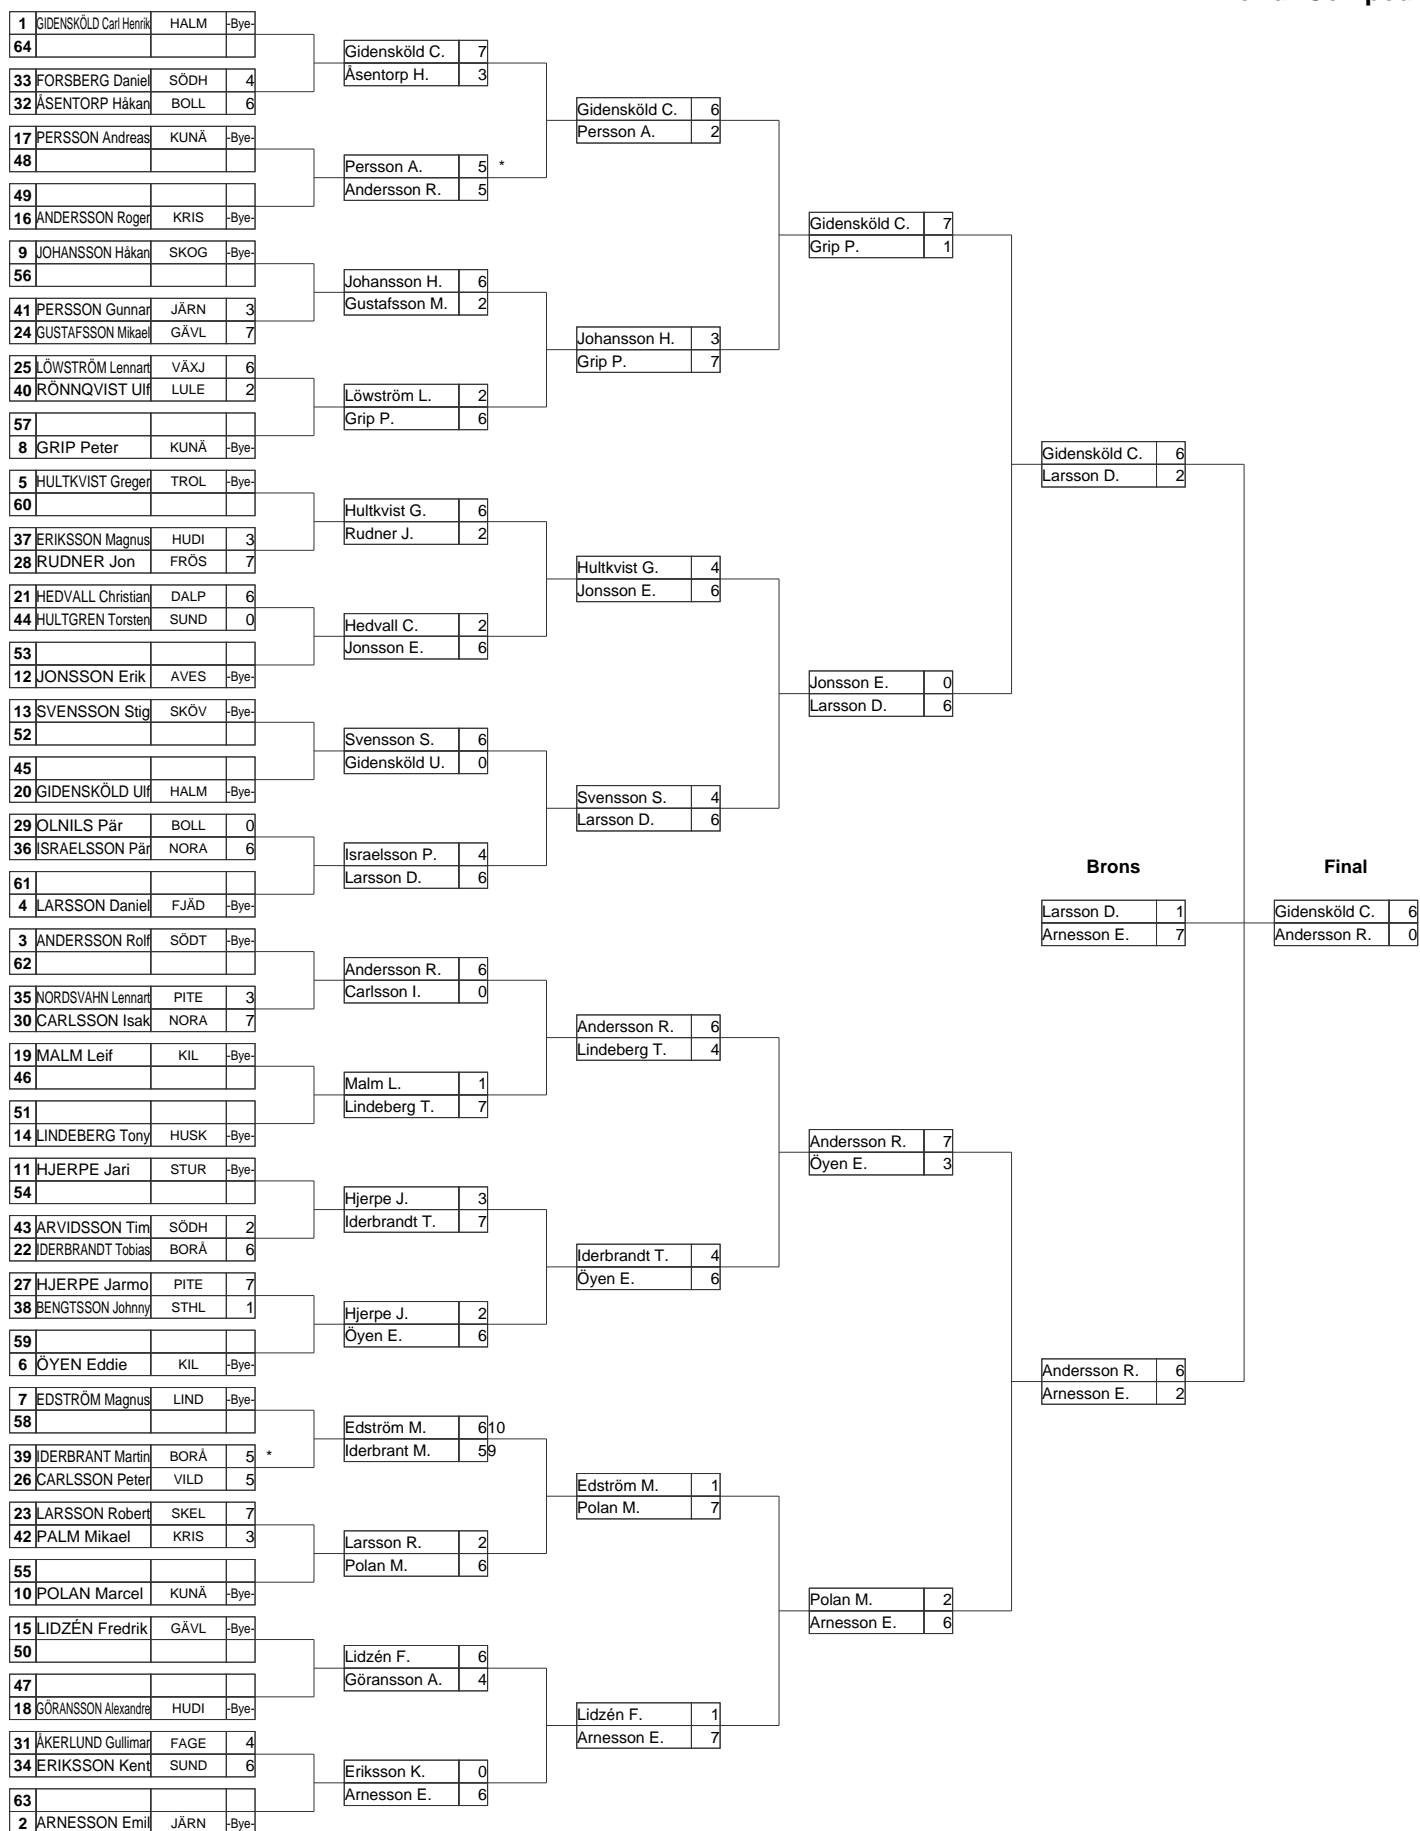 1 GIDENSKÖLD Carl Henrik HALM -Bye-
64
33 FORSBERG Daniel SÖDH 4
32 ÅSENTORP Håkan BOLL 6
17 PERSSON Andreas KUNÄ -Bye-
48
49
16 ANDERSSON Roger KRIS -Bye-
9 JOHANSSON Håkan SKOG -Bye-
56
41 PERSSON Gunnar JÄRN 3
24 GUSTAFSSON Mikael GÄVL 7
25 LÖWSTRÖM Lennart VÄXJ 6
40 RÖNNQVIST Ulf LULE 2
57
8 GRIP Peter KUNÄ -Bye-
5 HULTKVIST Greger TROL -Bye-
60
37 ERIKSSON Magnus HUDI 3
28 RUDNER Jon FRÖS 7
21 HEDVALL Christian DALP 6
44 HULTGREN Torsten SUND 0
53
12 JONSSON Erik AVES -Bye-
13 SVENSSON Stig SKÖV -Bye-
52
45
20 GIDENSKÖLD Ulf HALM -Bye-
29 OLNILS Pär BOLL 0
36 ISRAELSSON Pär NORA 6
61
4 LARSSON Daniel FJÄD -Bye-
3 ANDERSSON Rolf SÖDT -Bye-
62
35 NORDSVAHN Lennart PITE 3
30 CARLSSON Isak NORA 7
19 MALM Leif KIL -Bye-
46
51
14 LINDEBERG Tony HUSK -Bye-
11 HJERPE Jari STUR -Bye-
54
43 ARVIDSSON Tim SÖDH 2
22 IDERBRANDT Tobias BORÅ 6
27 HJERPE Jarmo PITE 7
38 BENGTSSON Johnny STHL 1
59
6 ÖYEN Eddie KIL -Bye-
7 EDSTRÖM Magnus LIND -Bye-
58
39 IDERBRANT Martin BORÅ 5 *
26 CARLSSON Peter VILD 5
23 LARSSON Robert SKEL 7
42 PALM Mikael KRIS 3
55
10 POLAN Marcel KUNÄ -Bye-
15 LIDZÉN Fredrik GÄVL -Bye-
50
47
18 GÖRANSSON Alexandre HUDI -Bye-
31 ÅKERLUND Gullimar FAGE 4
34 ERIKSSON Kent SUND 6
63
2 ARNESSON Emil JÄRN -Bye-
Gidensköld C. 7
Åsentorp H. 3
Persson A. 5 *
Andersson R. 5
Johansson H. 6
Gustafsson M. 2
Löwström L. 2
Grip P. 6
Hultkvist G. 6
Rudner J. 2
Hedvall C. 2
Jonsson E. 6
Svensson S. 6
Gidensköld U. 0
Israelsson P. 4
Larsson D. 6
Andersson R. 6
Carlsson I. 0
Malm L. 1
Lindeberg T. 7
Hjerpe J. 3
Iderbrandt T. 7
Hjerpe J. 2
Öyen E. 6
Edström M. 6 10
Iderbrant M. 5 9
Larsson R. 2
Polan M. 6
Lidzén F. 6
Göransson A. 4
Eriksson K. 0
Arnesson E. 6
Gidensköld C. 6
Persson A. 2
Johansson H. 3
Grip P. 7
Hultkvist G. 4
Jonsson E. 6
Svensson S. 4
Larsson D. 6
Andersson R. 6
Lindeberg T. 4
Iderbrandt T. 4
Öyen E. 6
Edström M. 1
Polan M. 7
Lidzén F. 1
Arnesson E. 7
Gidensköld C. 7
Grip P. 1
Jonsson E. 0
Larsson D. 6
Andersson R. 7
Öyen E. 3
Polan M. 2
Arnesson E. 6
Gidensköld C. 6
Larsson D. 2
Andersson R. 6
Arnesson E. 2
Brons
Larsson D. 1
Arnesson E. 7
Final
Gidensköld C. 6
Andersson R. 0